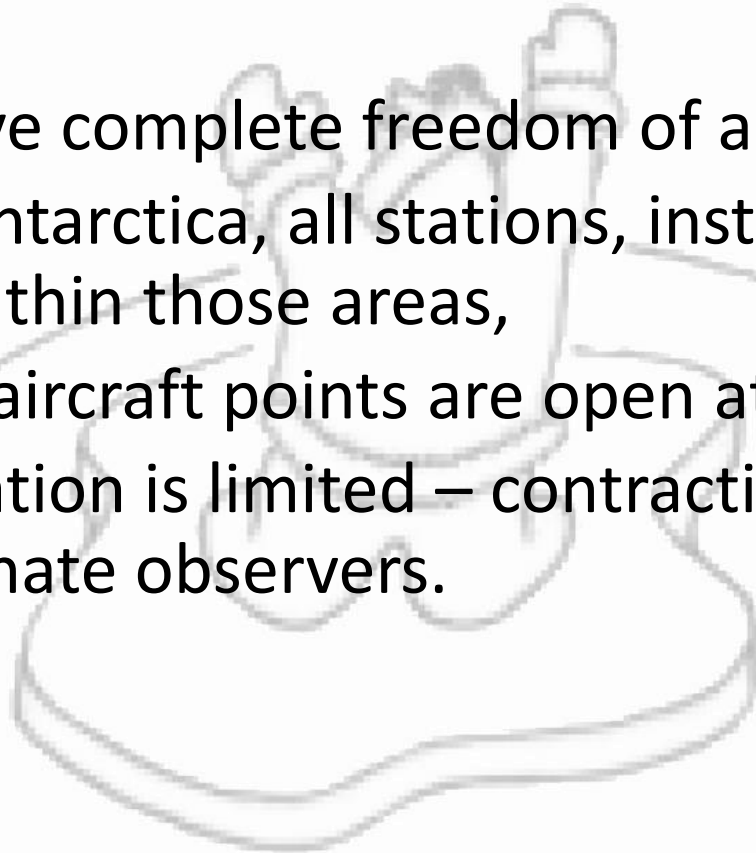 ve complete freedom of a
ntarctica, all stations, inst
thin those areas,
aircraft points are open at
ation is limited – contracti
nate observers.